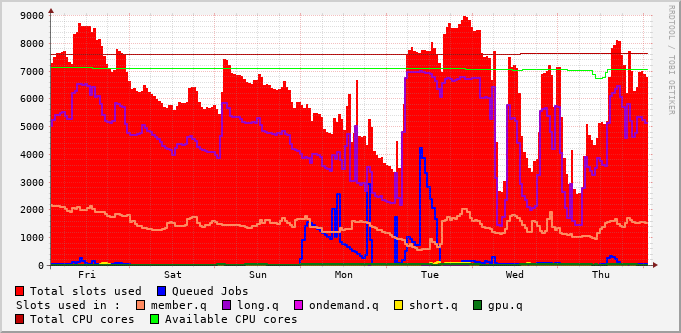 9000
8000
7000
6000
5000
4000
3000
2000
1000
0
Fri Sat Sun Mon Tue Wed Thu
RRDTOOL / TOBI OETIKER
Total slots used Queued Jobs
Slots used in : member.q long.q ondemand.q short.q gpu.q
Total CPU cores Available CPU cores